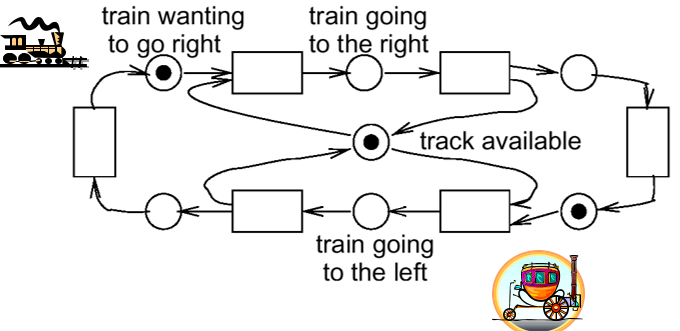 train wanting
to go right
train going
to the right
track available
train going
to the left